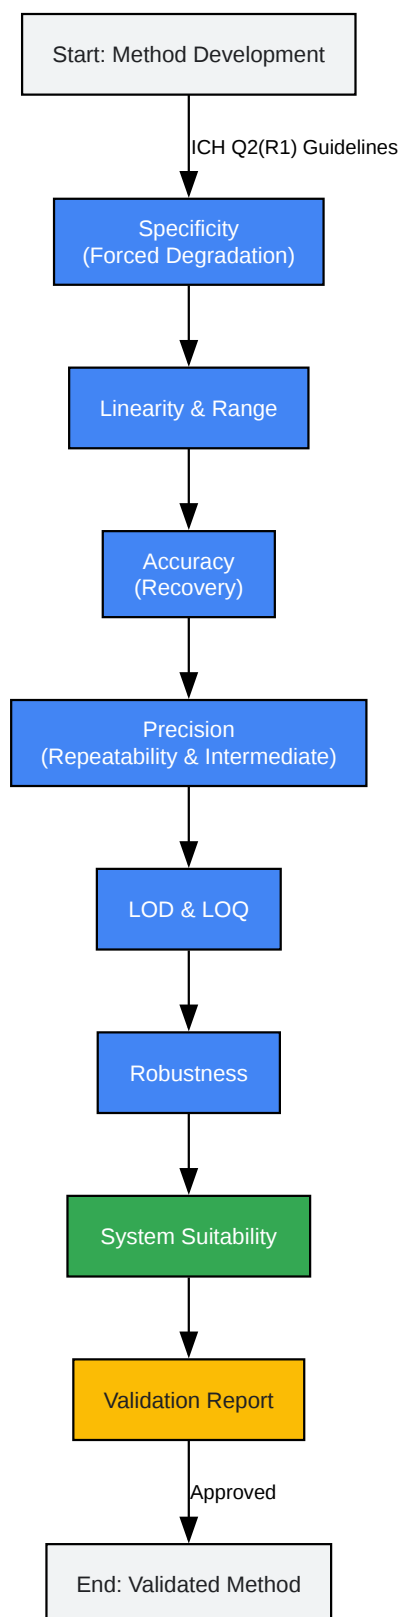 Start: Method Development
ICH Q2(R1) Guidelines
Specificity
(Forced Degradation)
Linearity & Range
Accuracy
(Recovery)
Precision
(Repeatability & Intermediate)
LOD & LOQ
Robustness
System Suitability
Validation Report
Approved
End: Validated Method